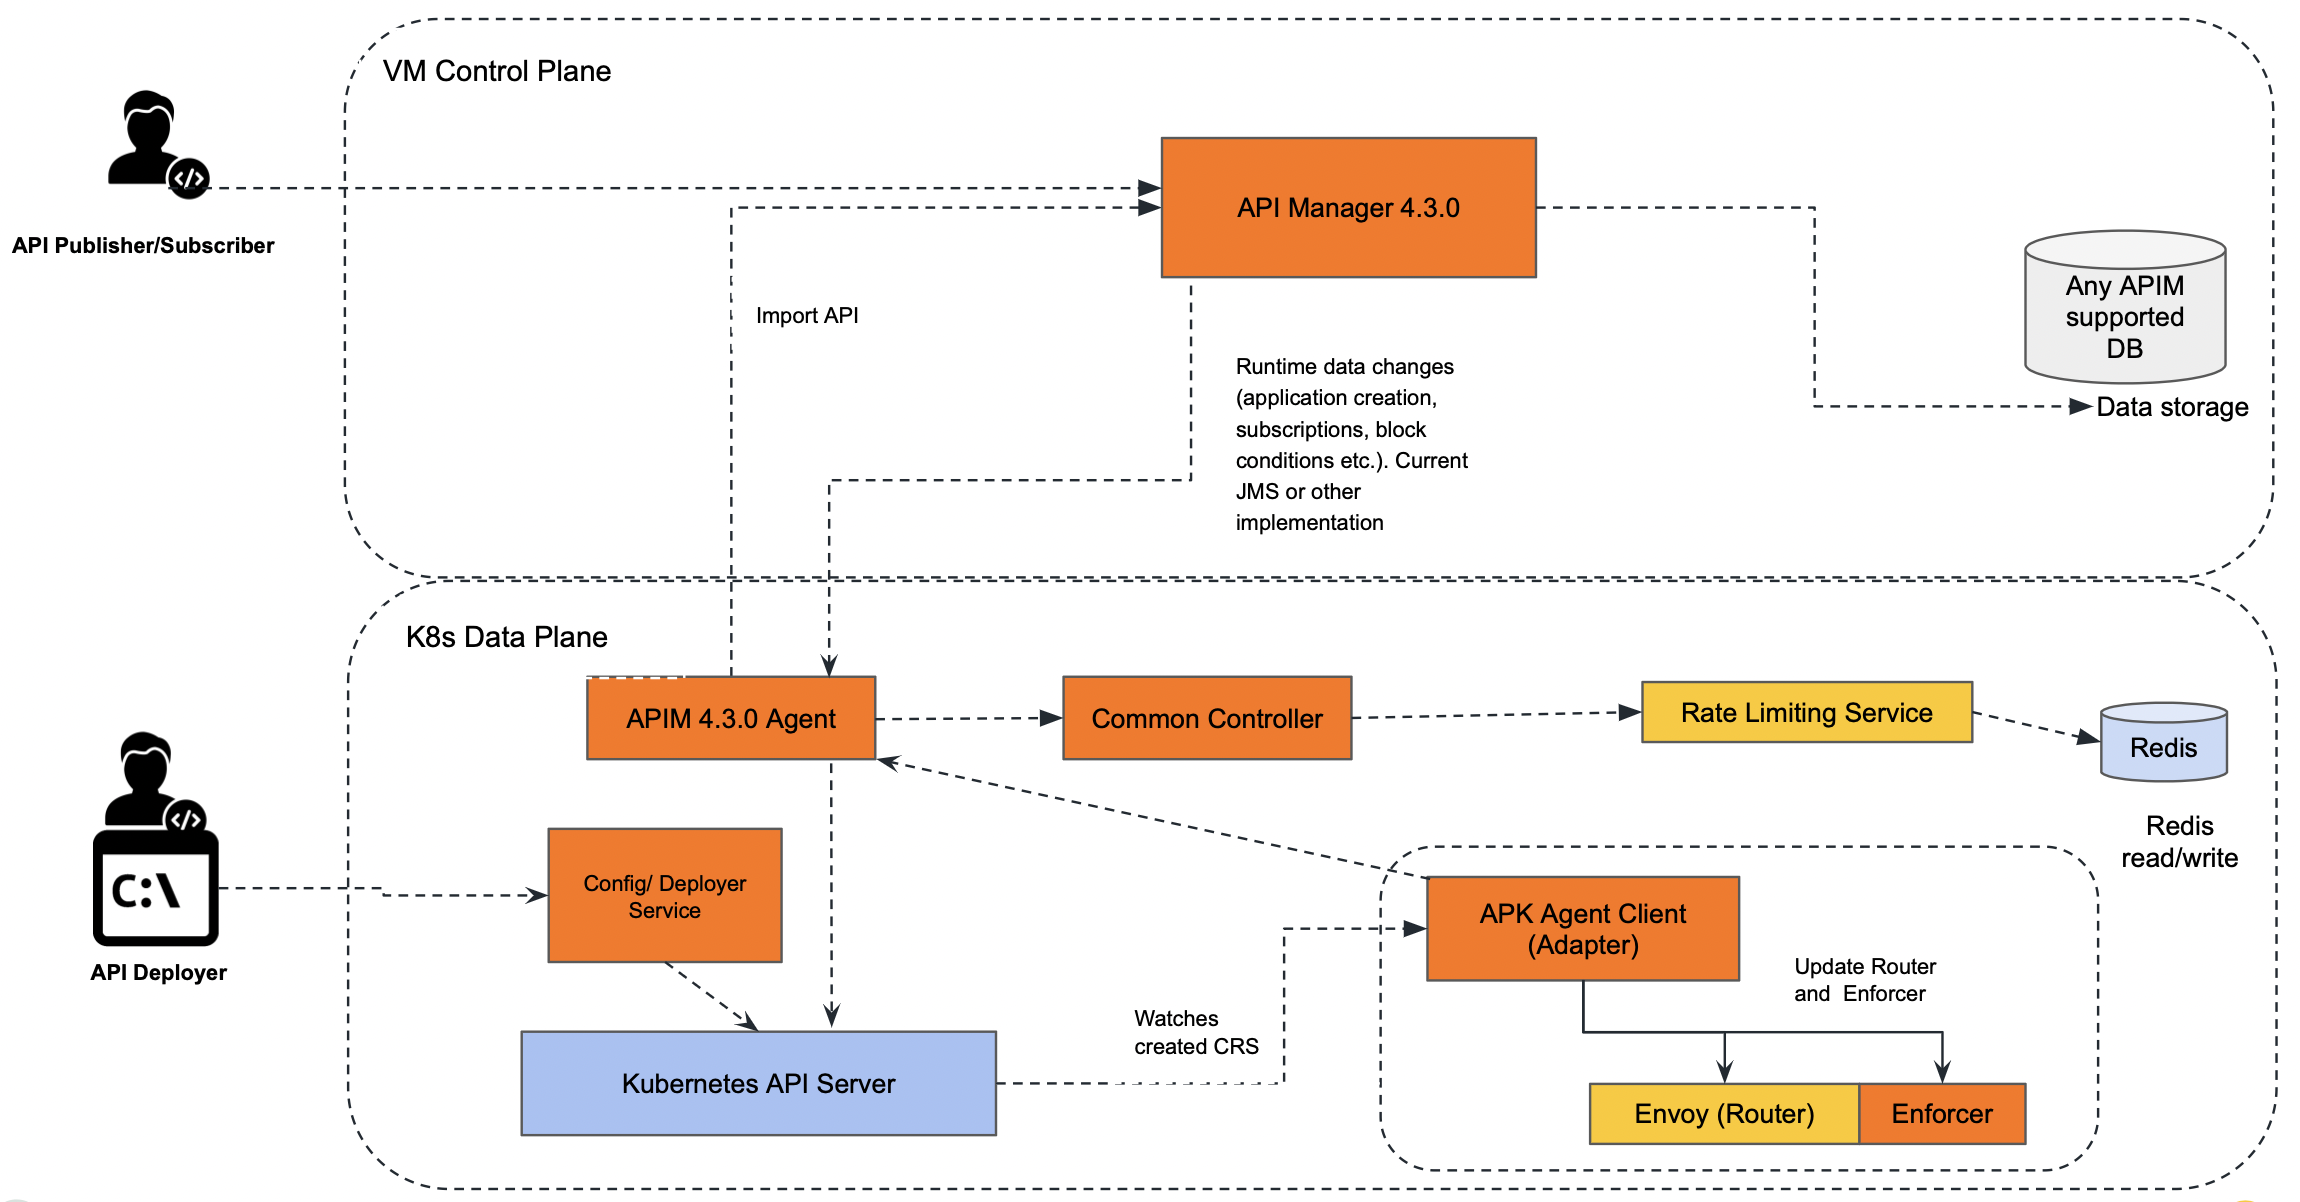 VM Control Plane
</>
API Publisher/Subscriber
API Manager 4.3.0
Any APIM
supported
DB
Data storage
Import API
Runtime data changes
(application creation,
subscriptions, block
conditions etc.). Current
JMS or other
implementation
K8s Data Plane
APIM 4.3.0 Agent
Common Controller
Rate Limiting Service
Redis
Redis
read/write
</>
C:\
API Deployer
Config/ Deployer
Service
APK Agent Client
(Adapter)
Update Router
and  Enforcer
Watches
created CRS
Kubernetes API Server
Envoy (Router)
Enforcer